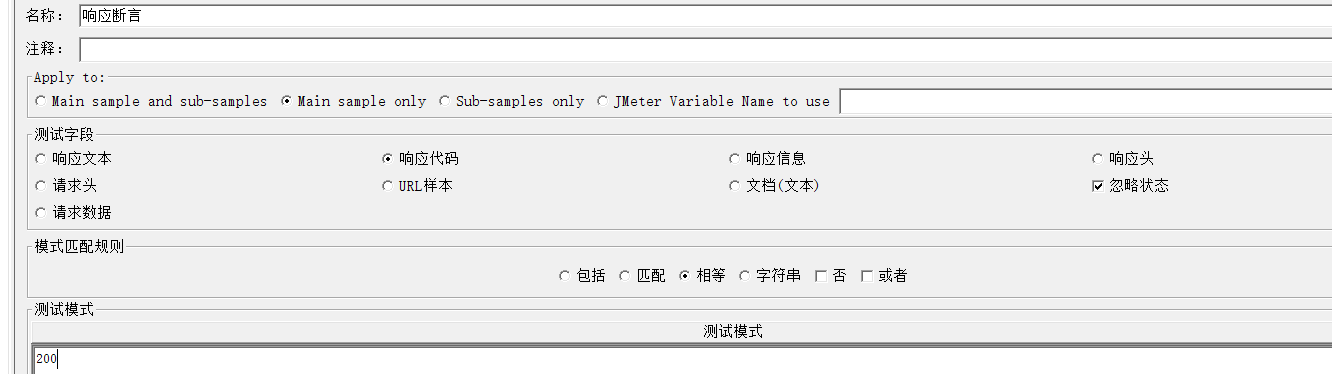 名称： 响应断言
注释：
Apply to:
Main sample and sub-samples Main sample only Sub-samples only JMeter Variable Name to use
测试字段
响应文本 响应代码 响应信息 响应头
请求头 URL样本 文档(文本) 忽略状态
请求数据
模式匹配规则
包括 匹配 相等 字符串 否 或者
测试模式
测试模式
200